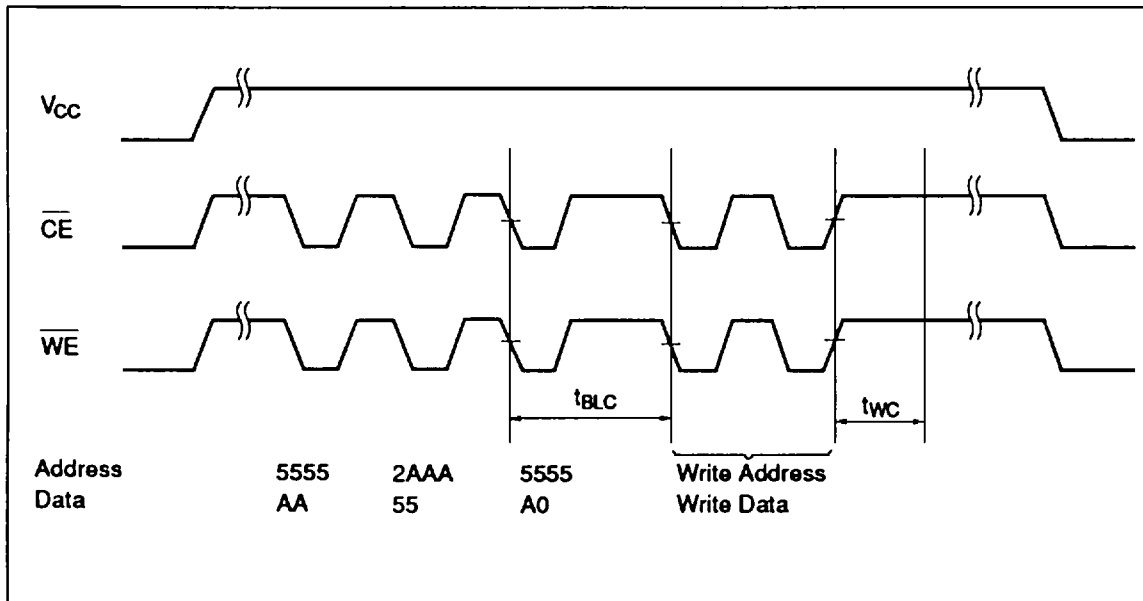 VCC
CE
WE
tBLC
tWC
Address 5555 2AAA 5555 Write Address
Data AA 55 A0 Write Data